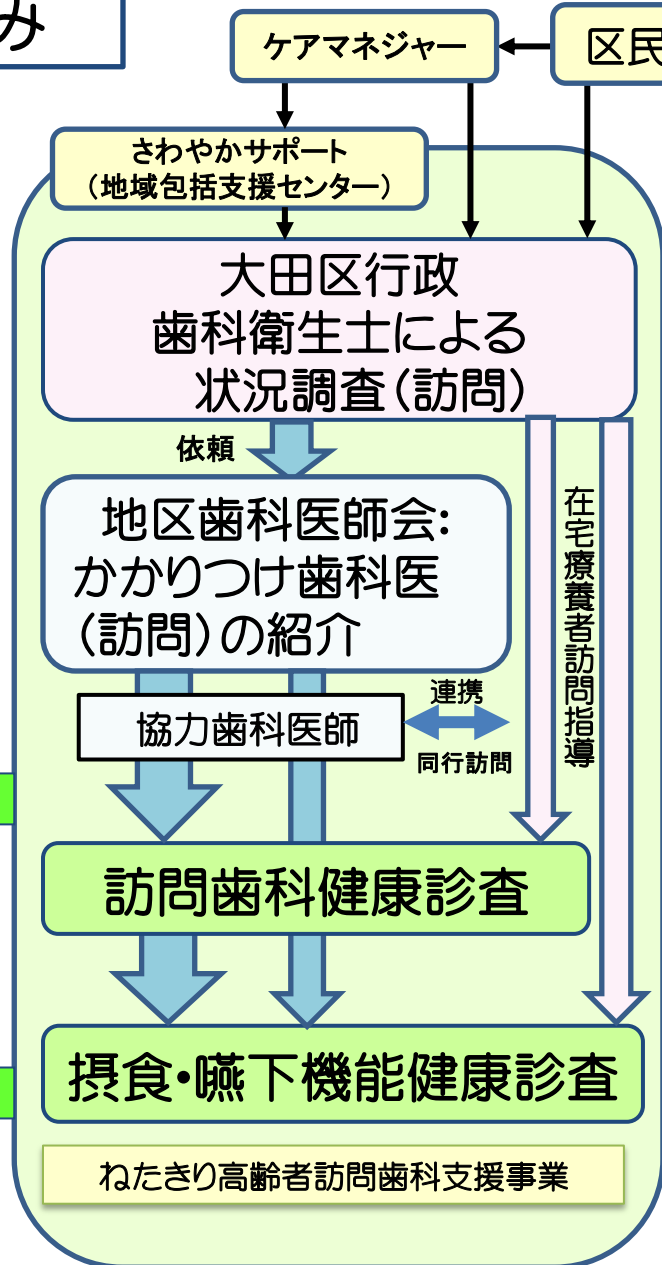 み
ケアマネジャー
区民
さわやかサポート
(地域包括支援センター)
大田区行政
歯科衛生士による
状況調査(訪問)
依頼
地区歯科医師会:
かかりつけ歯科医
(訪問)の紹介
在宅療養者訪問指導
連携
協力歯科医師
同行訪問
訪問歯科健康診査
摂食・嚥下機能健康診査
ねたきり高齢者訪問歯科支援事業